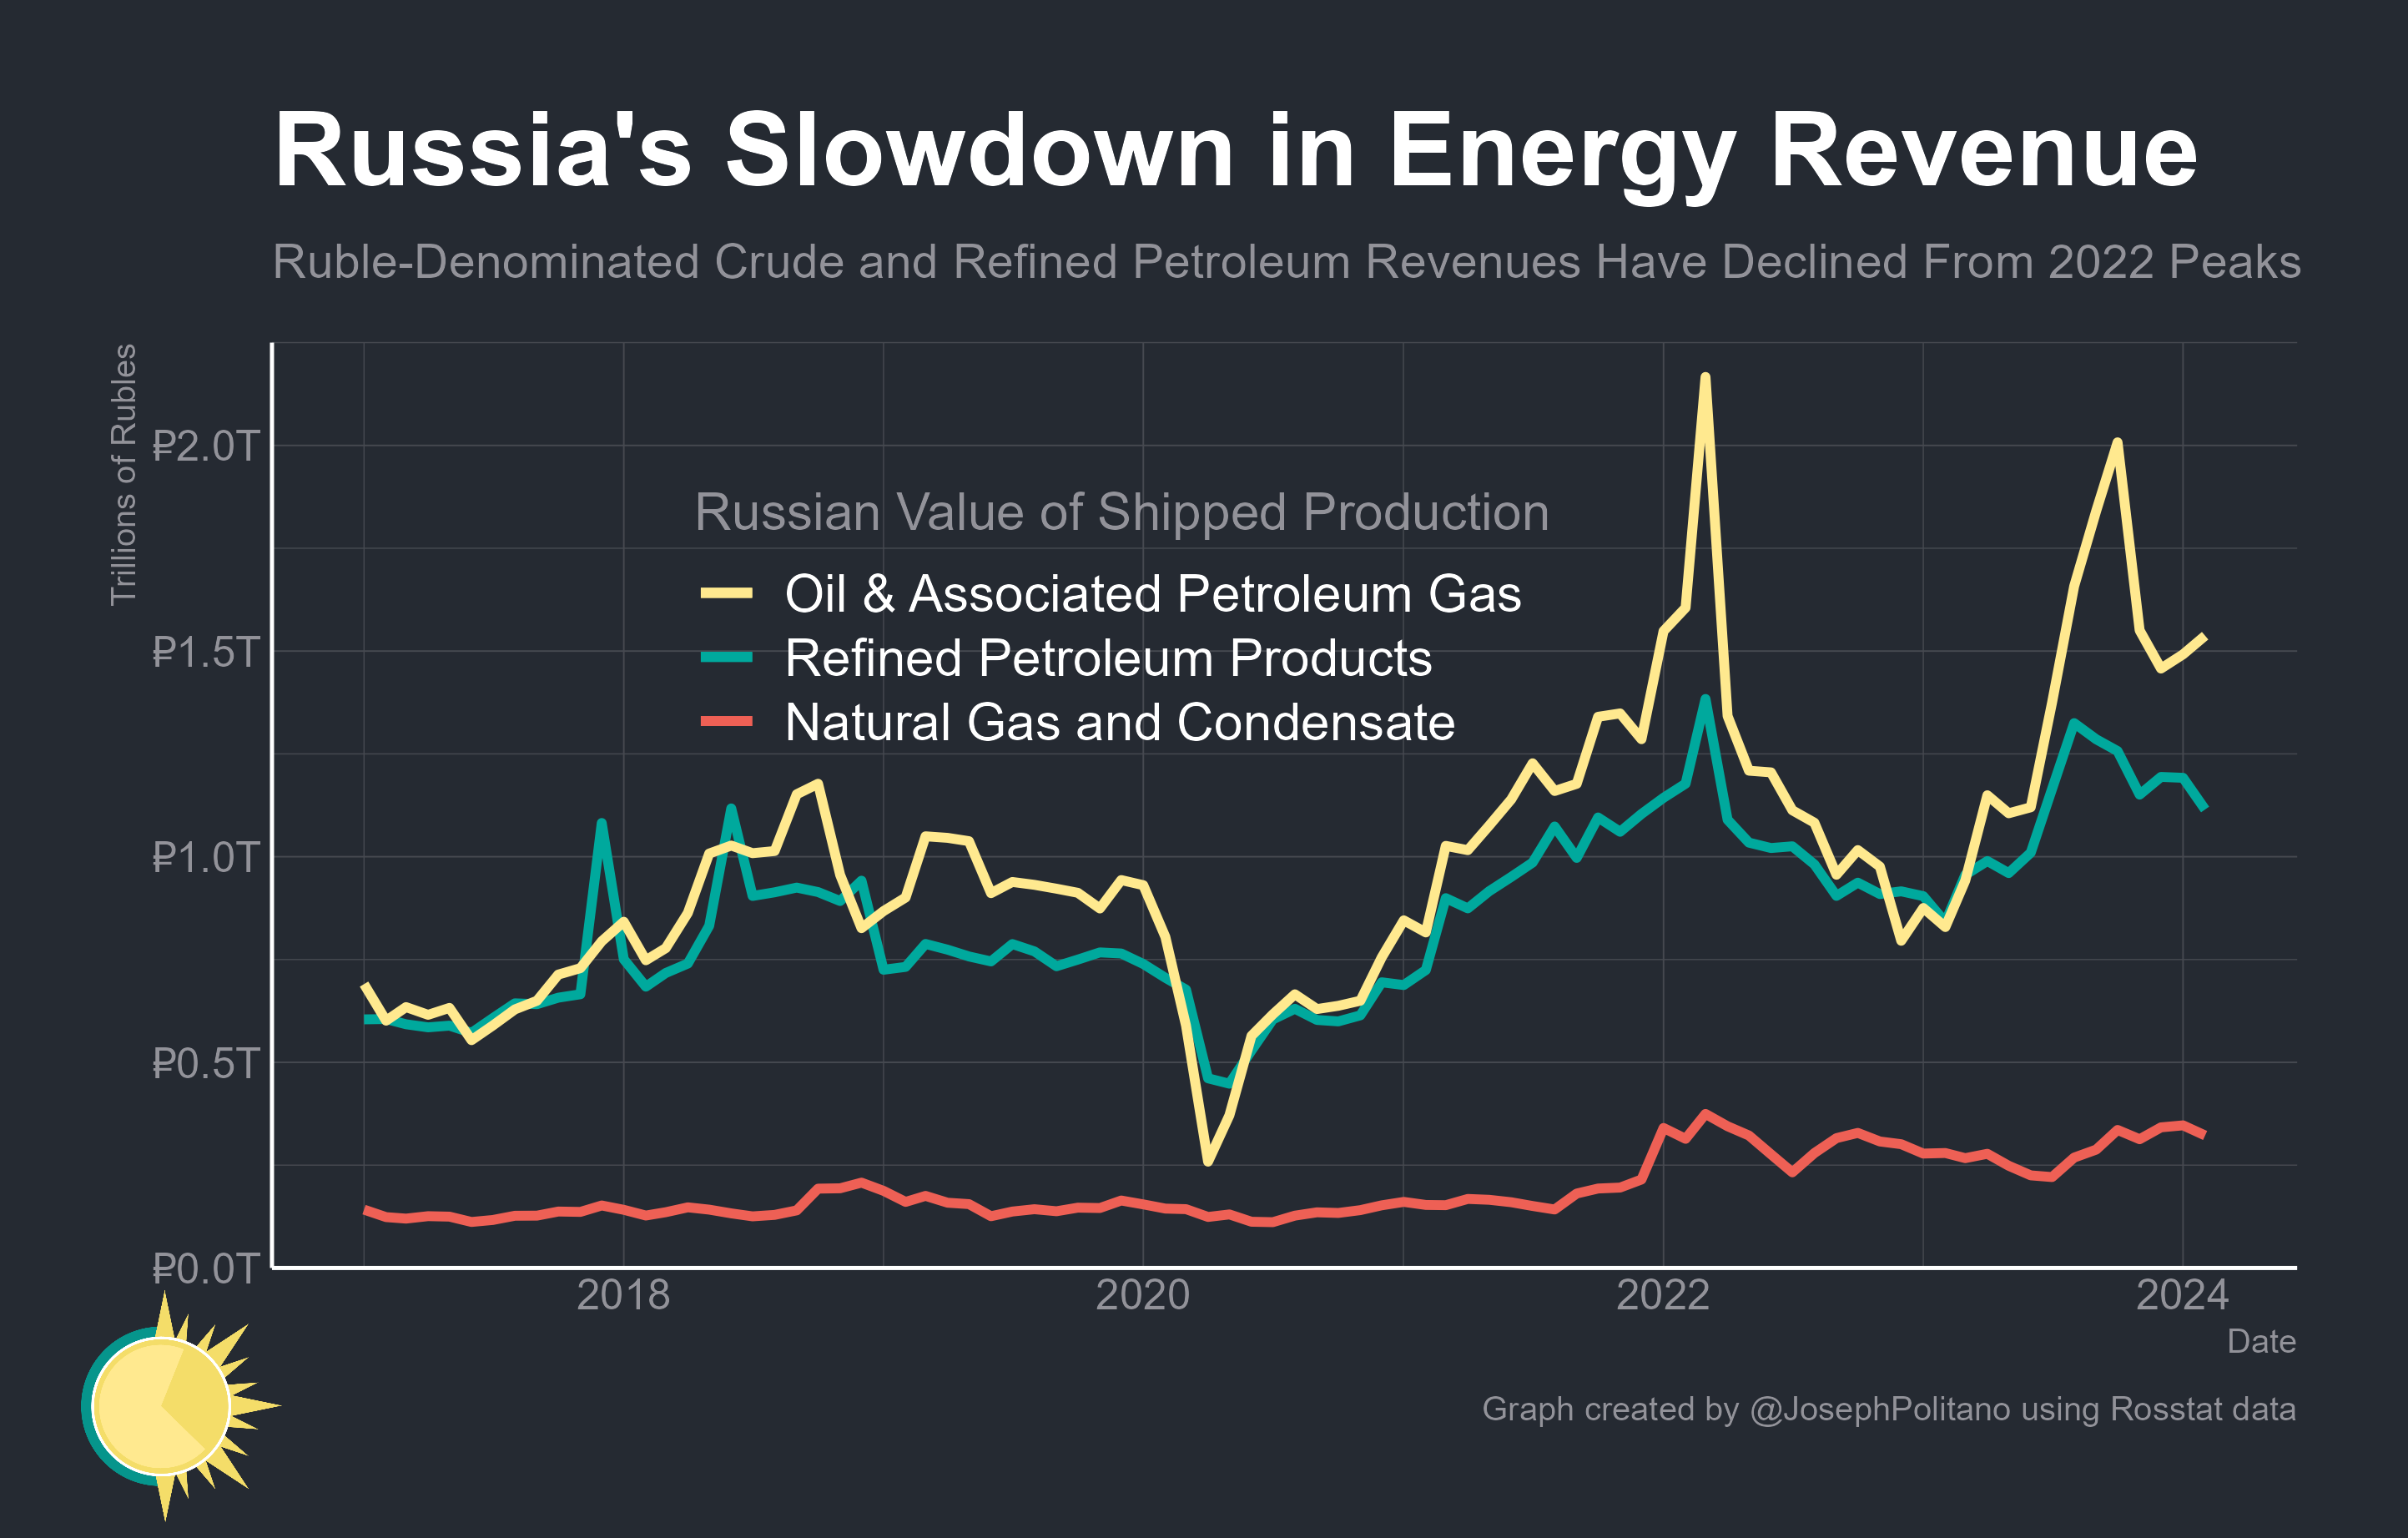 Russia's Slowdown in Energy Revenue
Ruble-Denominated Crude and Refined Petroleum Revenues Have Declined From 2022 Peaks
Trillions of Rubles
₽2.0T
₽1.5T
₽1.0T
₽0.5T
₽0.0T
Russian Value of Shipped Production
Oil & Associated Petroleum Gas
Refined Petroleum Products
Natural Gas and Condensate
2018 2020 2022 2024
Date
Graph created by @JosephPolitano using Rosstat data